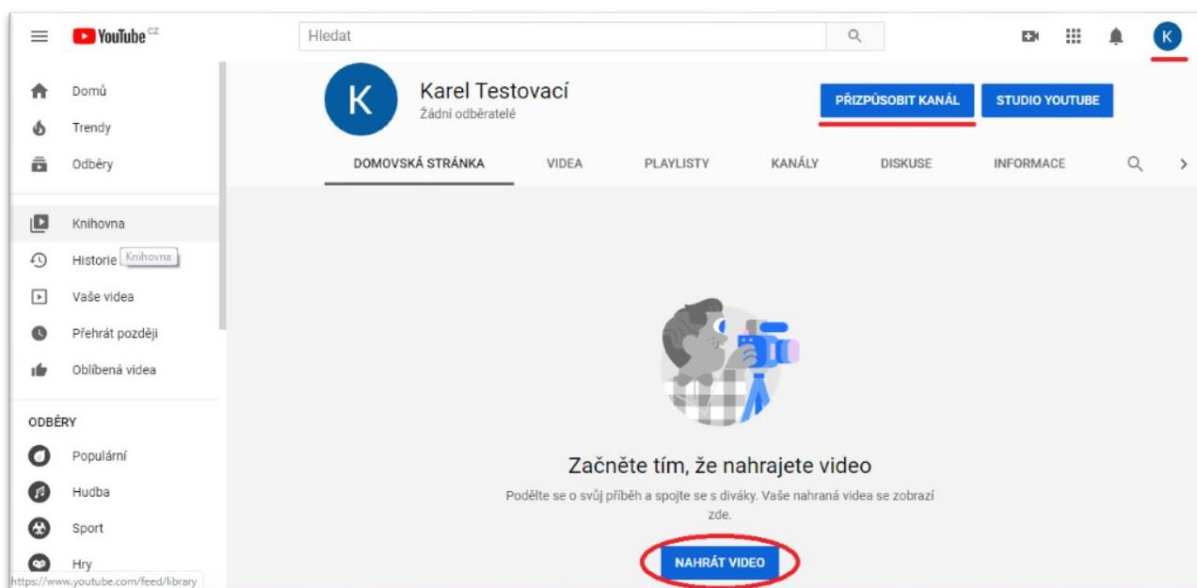 YouTube CZ
Hledat
K
Domů
Trendy
Odběry
Knihovna
Historie
Knihovna
Vaše videa
Přehrát později
Oblíbená videa
ODBĚRY
Populární
Hudba
Sport
Hry
https://www.youtube.com/feed/library
K
Karel Testovací
Žádní odběratelé
PŘIZPŮSOBIT KANÁL
STUDIO YOUTUBE
DOMOVSKÁ STRÁNKA
VIDEA
PLAYLISTY
KANÁLY
DISKUSE
INFORMACE
Začněte tím, že nahrajete video
Podělte se o svůj příběh a spojte se s diváky. Vaše nahraná videa se zobrazí
zde.
NAHRÁT VIDEO